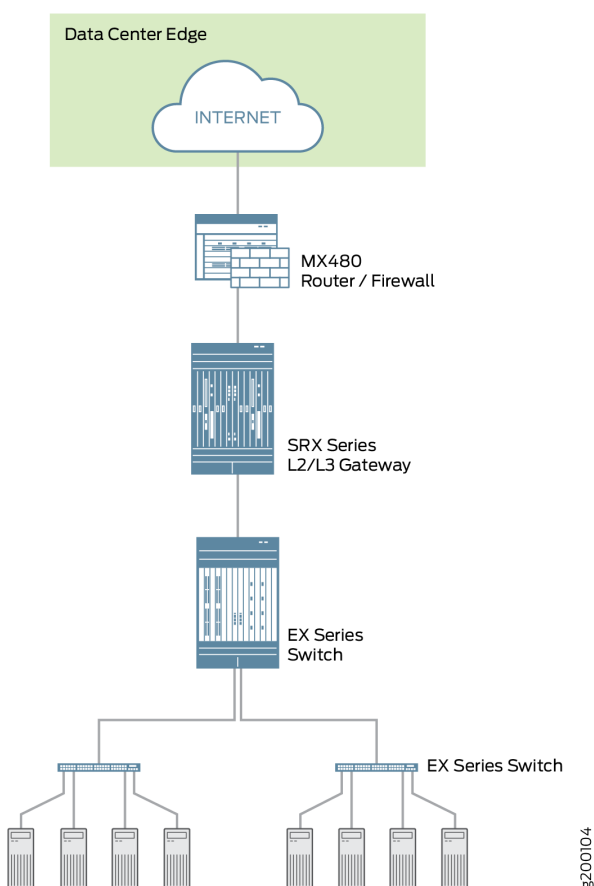 Data Center Edge
INTERNET
MX480
Router / Firewall
SRX Series
L2/L3 Gateway
EX Series
Switch
EX Series Switch
g200104